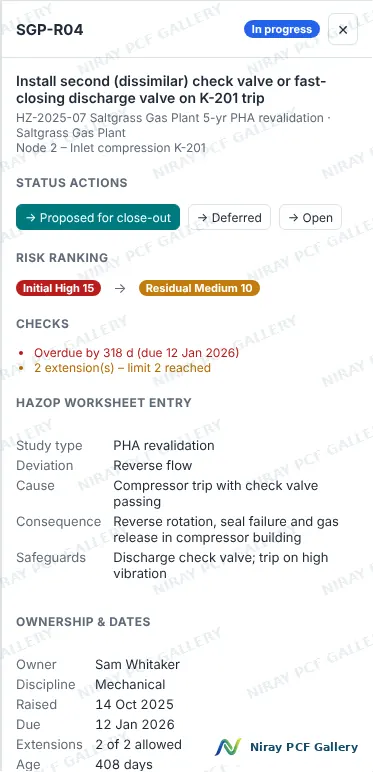 SGP-R04
In progress
×
Install second (dissimilar) check valve or fast-
closing discharge valve on K-201 trip
HZ-2025-07 Saltgrass Gas Plant 5-yr PHA revalidation ·
Saltgrass Gas Plant
Node 2 – Inlet compression K-201
STATUS ACTIONS
→ Proposed for close-out
→ Deferred
→ Open
RISK RANKING
Initial High 15 → Residual Medium 10
CHECKS
• Overdue by 318 d (due 12 Jan 2026)
• 2 extension(s) – limit 2 reached
HAZOP WORKSHEET ENTRY
Study type PHA revalidation
Deviation Reverse flow
Cause Compressor trip with check valve
passing
Consequence Reverse rotation, seal failure and gas
release in compressor building
Safeguards Discharge check valve; trip on high
vibration
OWNERSHIP & DATES
Owner Sam Whitaker
Discipline Mechanical
Raised 14 Oct 2025
Due 12 Jan 2026
Extensions 2 of 2 allowed
Age 408 days
Niray PCF Gallery
NIRAY PCF GALLERY